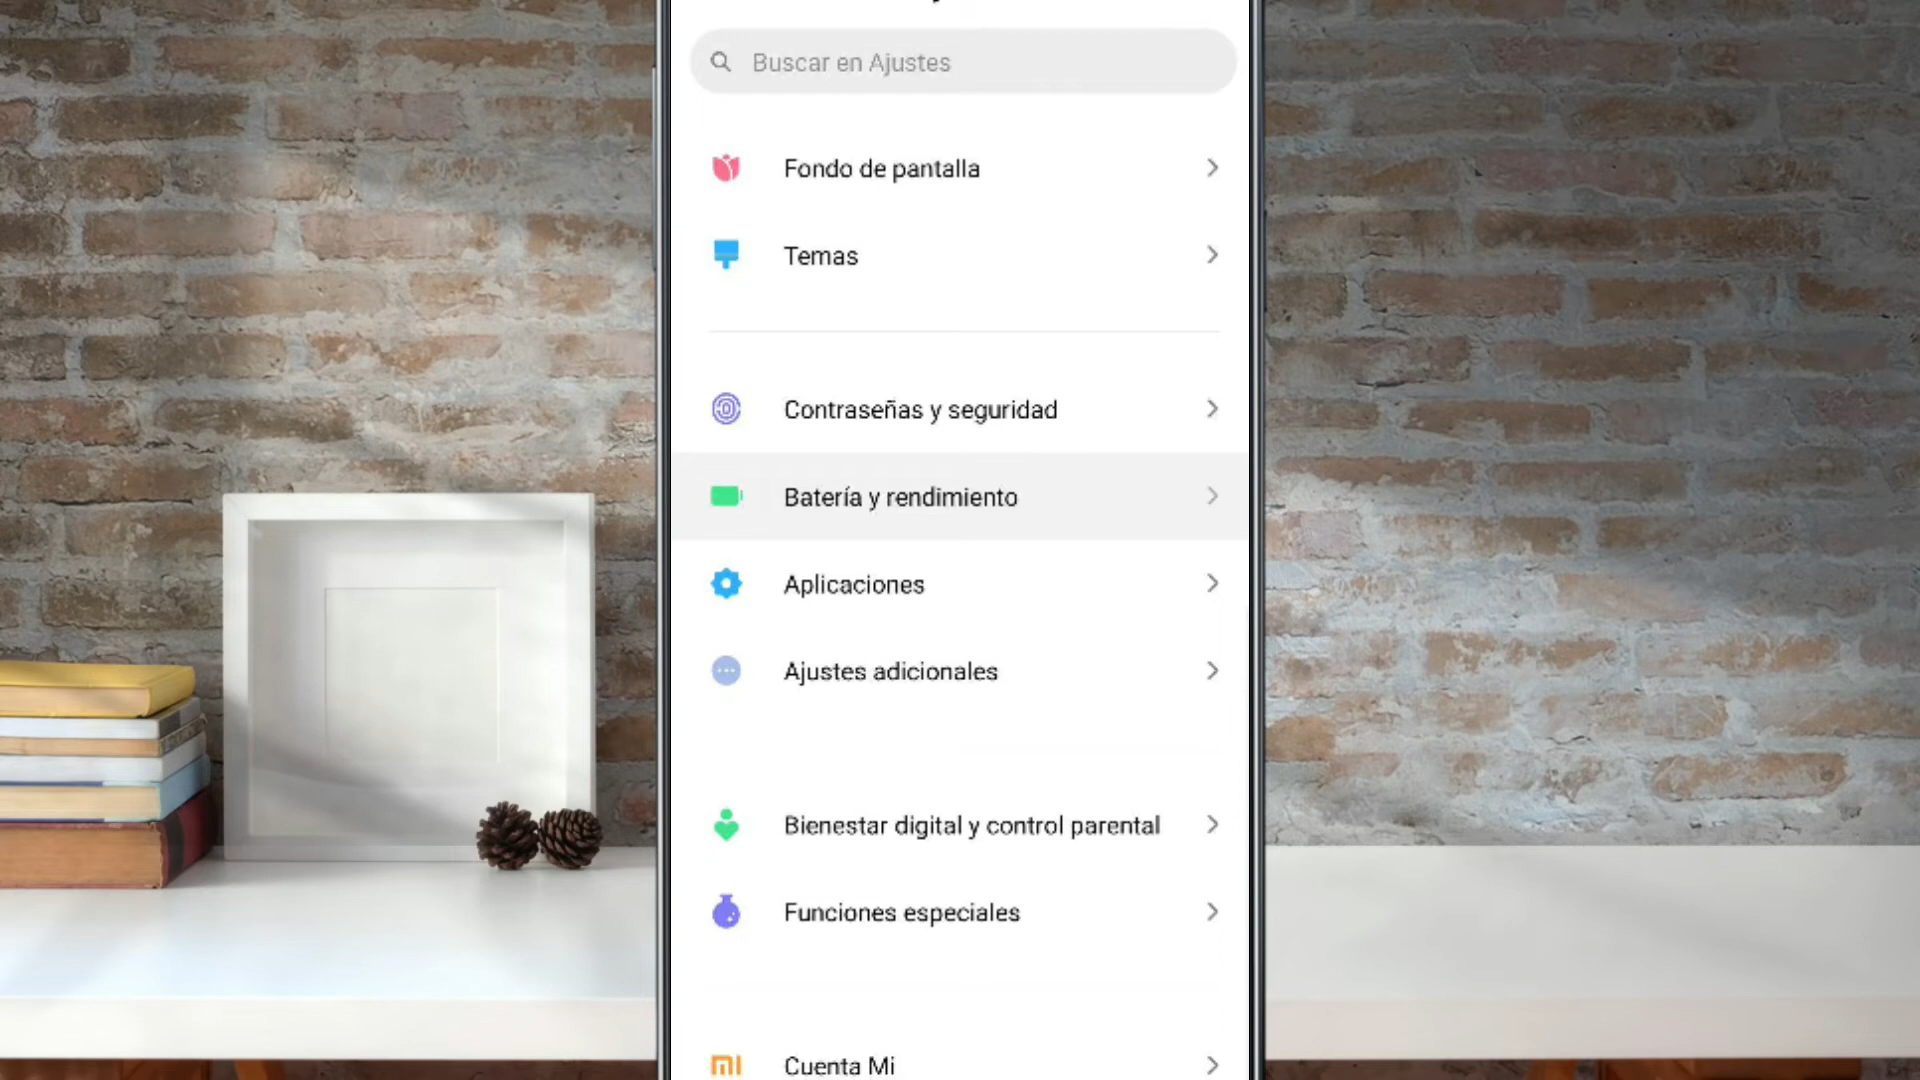 Buscar en Ajustes
Fondo de pantalla
Temas
Contraseñas y seguridad
Batería y rendimiento
Aplicaciones
Ajustes adicionales
Bienestar digital y control parental
Funciones especiales
Cuenta Mi